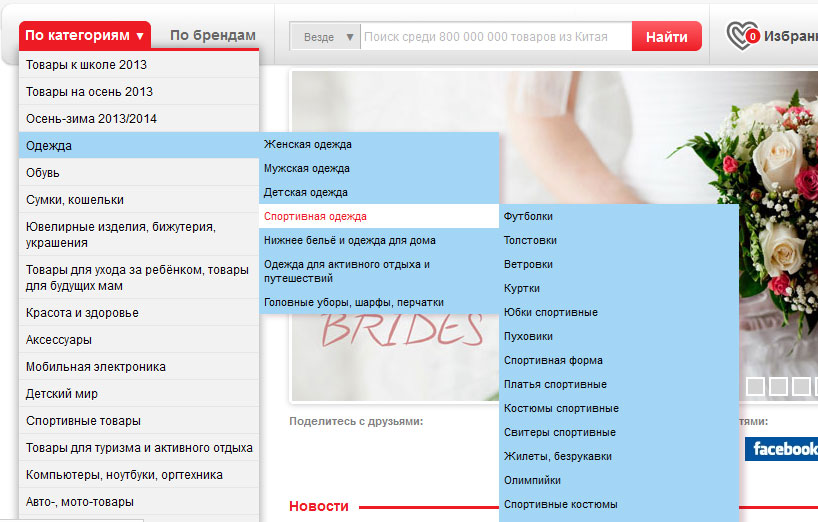 По категориям ▼
По брендам
Везде ▼
Поиск среди 800 000 000 товаров из Китая
Найти
0
Товары к школе 2013
Товары на осень 2013
Осень-зима 2013/2014
Одежда
Обувь
Сумки, кошельки
Ювелирные изделия, бижутерия,
украшения
Товары для ухода за ребёнком, товары
для будущих мам
Красота и здоровье
Аксессуары
Мобильная электроника
Детский мир
Спортивные товары
Товары для туризма и активного отдыха
Компьютеры, ноутбуки, оргтехника
Авто-, мото-товары
Женская одежда
Мужская одежда
Детская одежда
Спортивная одежда
Нижнее бельё и одежда для дома
Одежда для активного отдыха и
путешествий
Головные уборы, шарфы, перчатки
Футболки
Толстовки
Ветровки
Куртки
Юбки спортивные
Пуховики
Спортивная форма
Платья спортивные
Костюмы спортивные
Свитеры спортивные
Жилеты, безрукавки
Олимпийки
Спортивные костюмы
BRIDES
Поделитесь с друзьями:
facebook
Новости